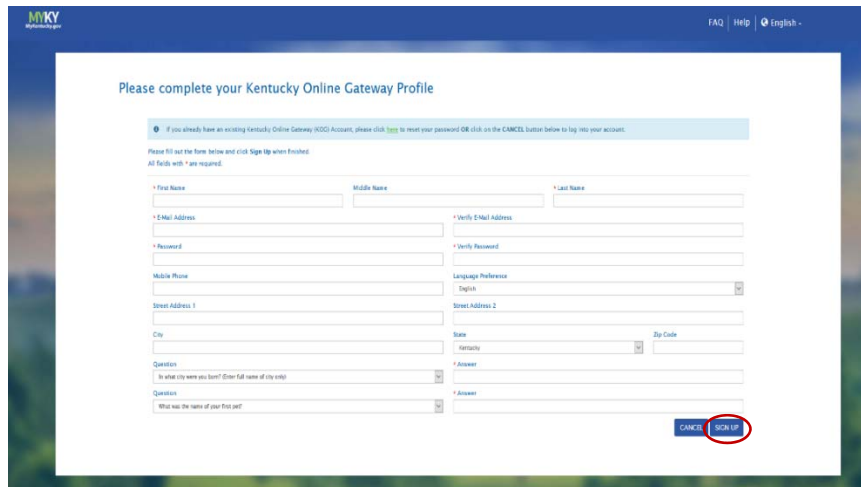 MYKY
MyKentucky.gov
FAQ | Help | English
Please complete your Kentucky Online Gateway Profile
If you already have an existing Kentucky Online Gateway (KOG) Account, please click here to reset your password OR click on the CANCEL button below to log into your account.
Please fill out the form below and click Sign Up when finished.
All fields with * are required.
* First Name Middle Name * Last Name
* E-Mail Address * Verify E-Mail Address
* Password * Verify Password
Mobile Phone Language Preference
English
Street Address 1 Street Address 2
City State Zip Code
Kentucky
Question * Answer
In what city were you born? (Enter full name of city only)
Question * Answer
What was the name of your first pet?
CANCEL SIGN UP